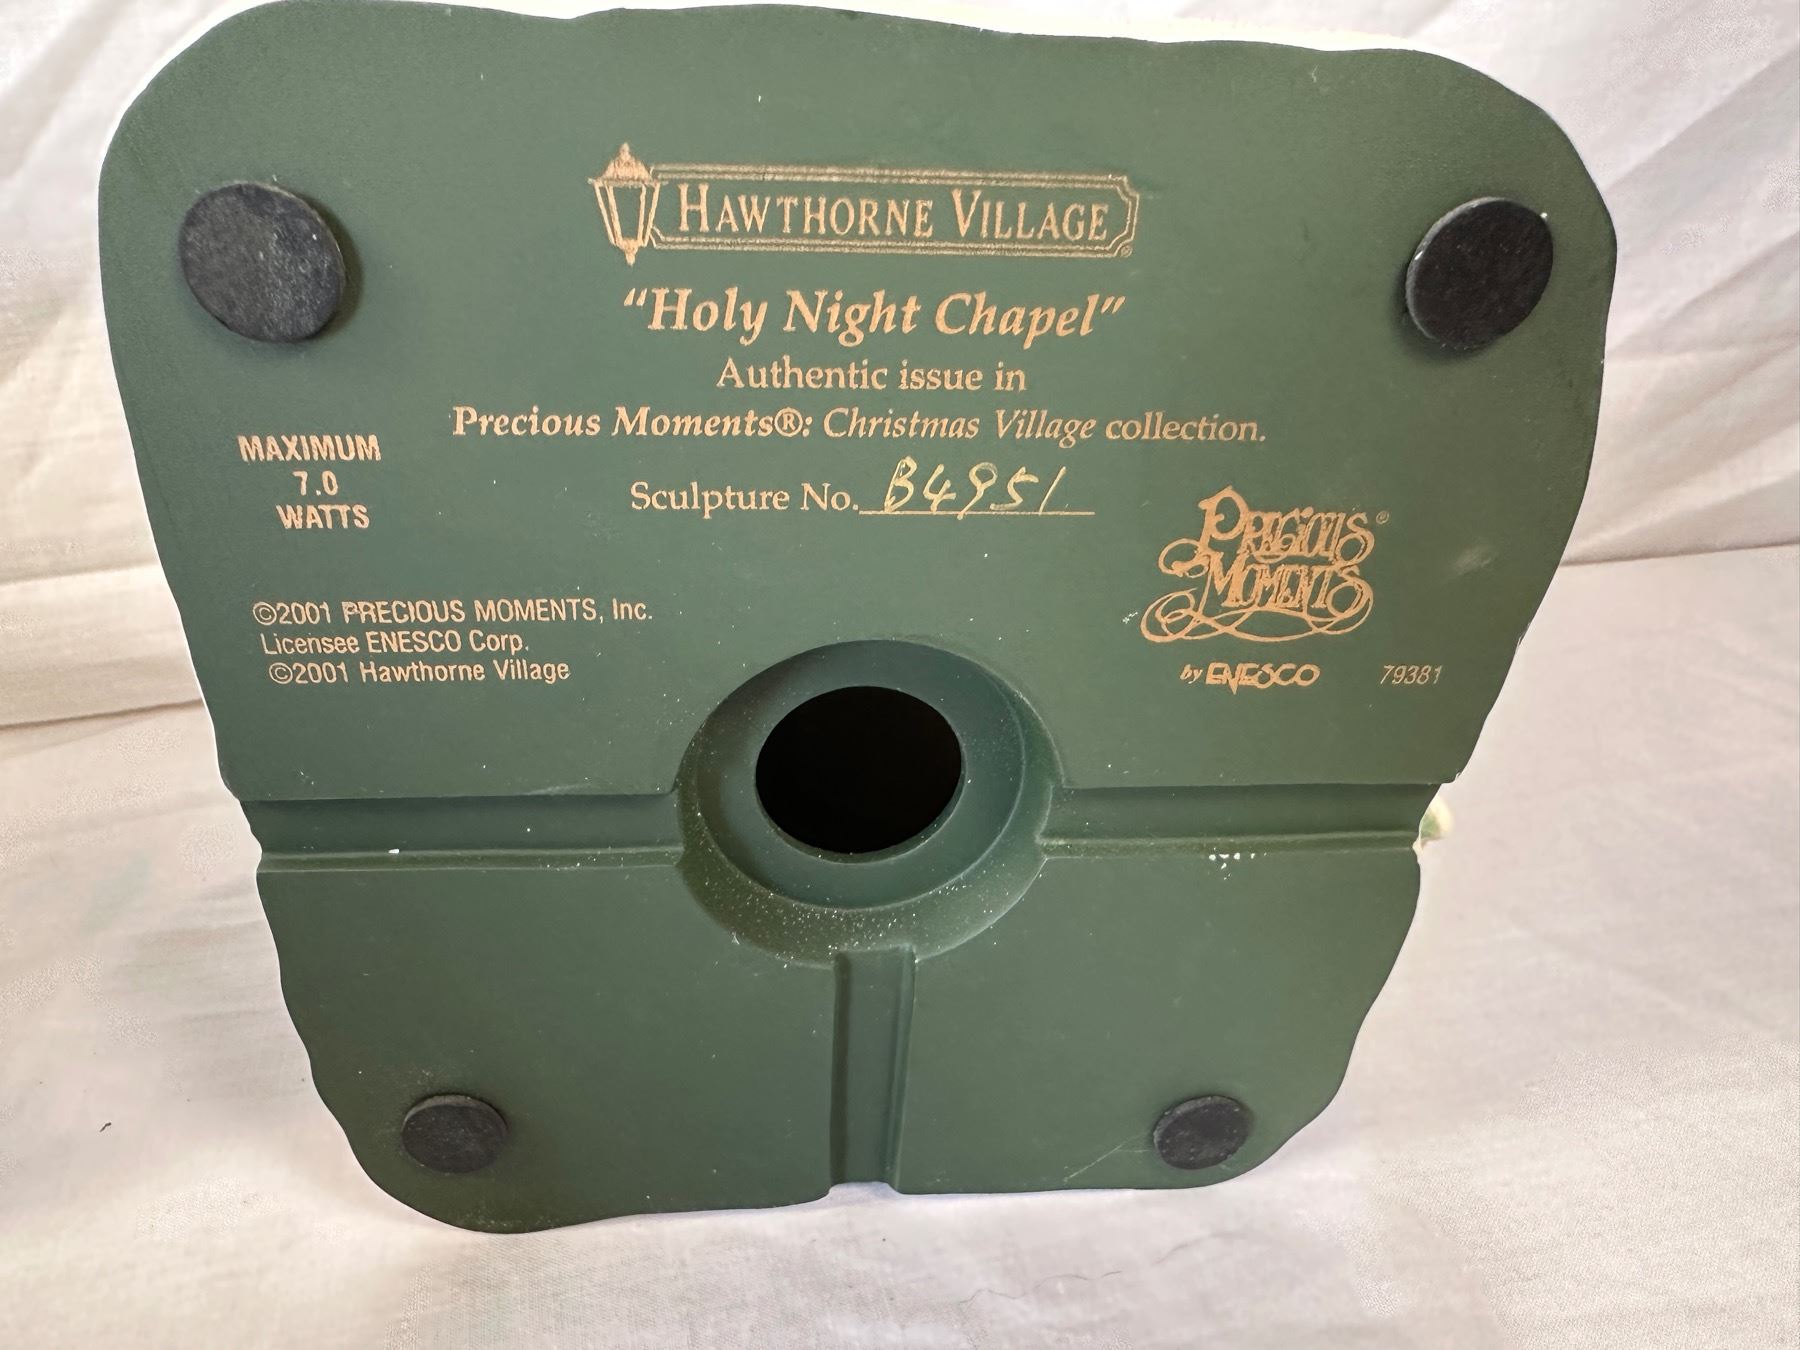 HAWTHORNE VILLAGE ®
"Holy Night Chapel"
Authentic issue in
Precious Moments®: Christmas Village collection.
Sculpture No. B4951
MAXIMUM
7.0
WATTS
©2001 PRECIOUS MOMENTS, Inc.
Licensee ENESCO Corp.
©2001 Hawthorne Village
PRECIOUS ®
MOMENTS
by ENESCO
79381